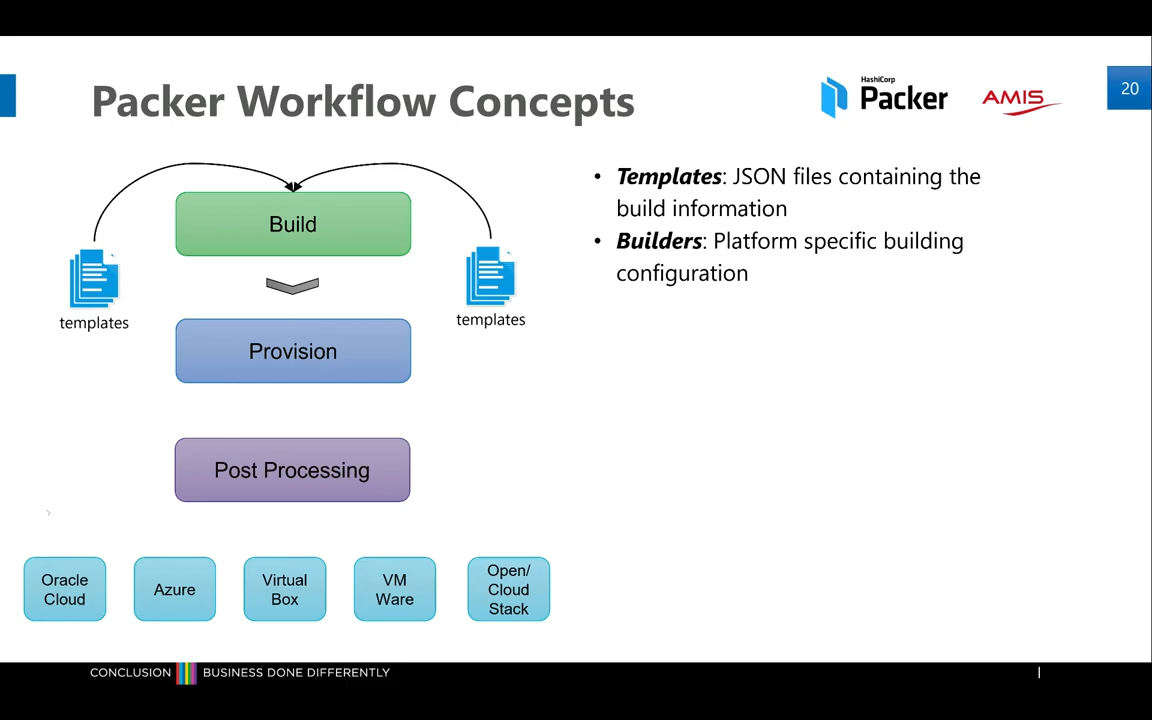 Packer Workflow Concepts
HashiCorp
Packer
AMIS
20
Build
templates
templates
Provision
Post Processing
Oracle
Cloud
Azure
Virtual
Box
VM
Ware
Open/
Cloud
Stack
• Templates: JSON files containing the
build information
• Builders: Platform specific building
configuration
CONCLUSION BUSINESS DONE DIFFERENTLY